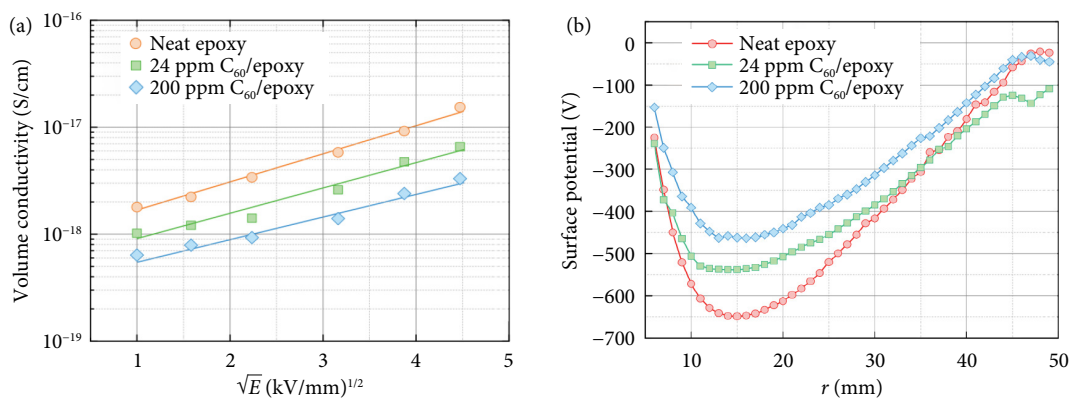 (a)
10⁻¹⁶
10⁻¹⁷
10⁻¹⁸
10⁻¹⁹
Volume conductivity (S/cm)
Neat epoxy
24 ppm C₆₀/epoxy
200 ppm C₆₀/epoxy
1 2 3 4 5
√E (kV/mm)¹/²
(b)
0
−100
−200
−300
−400
−500
−600
−700
Surface potential (V)
Neat epoxy
24 ppm C₆₀/epoxy
200 ppm C₆₀/epoxy
10 20 30 40 50
r (mm)